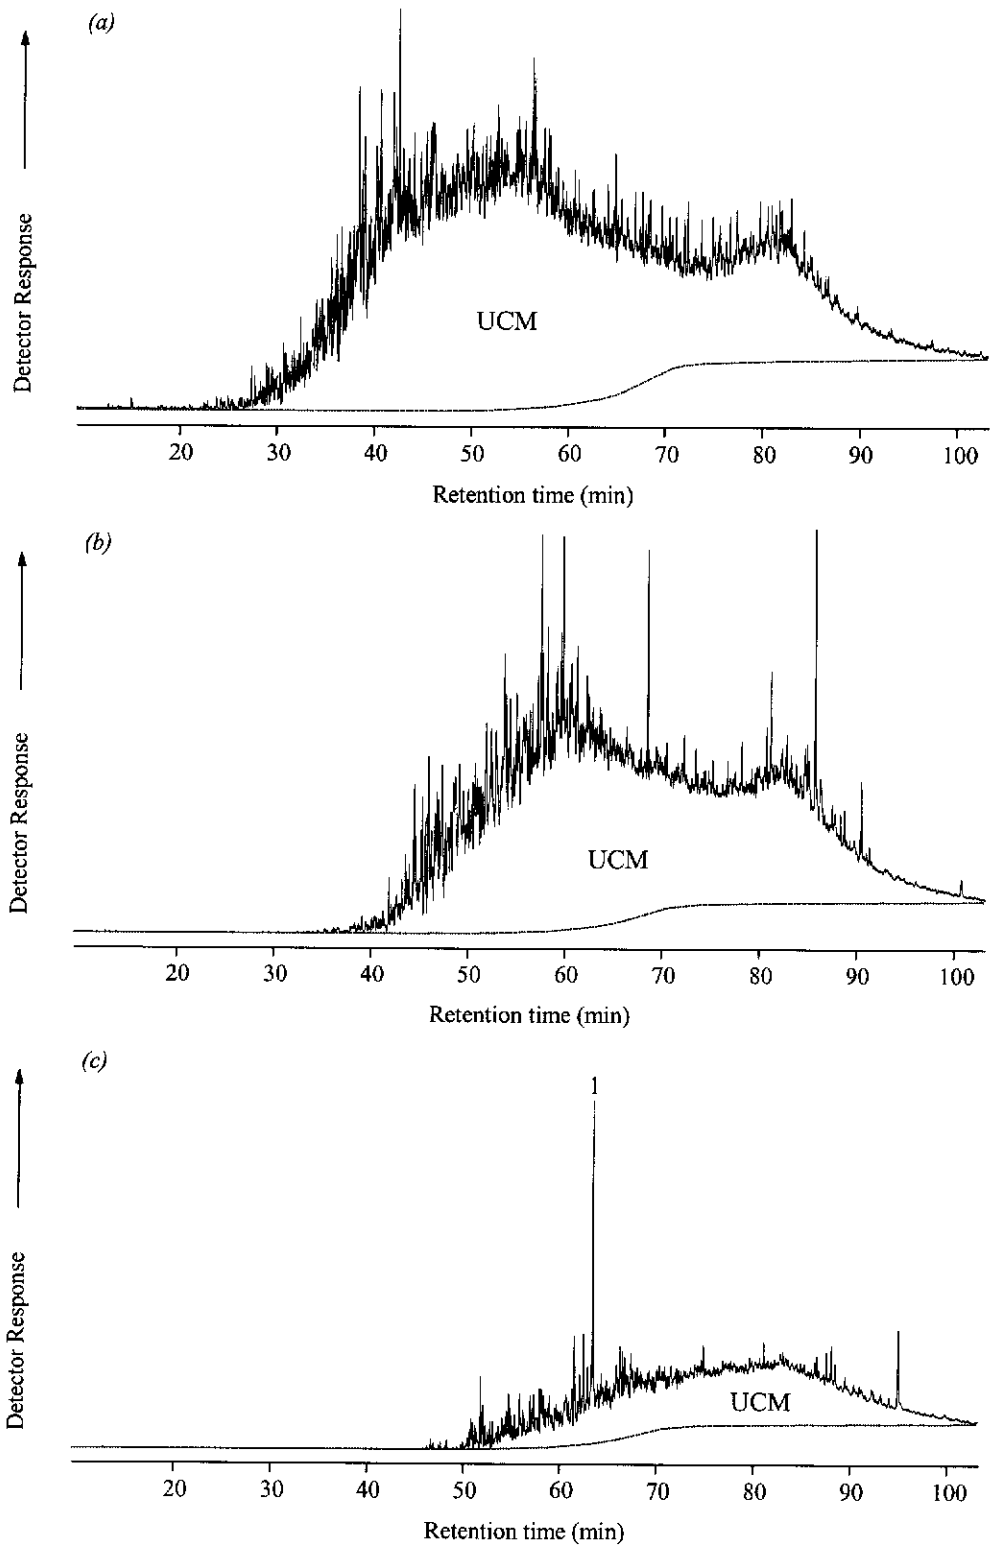 (a)
Detector Response
UCM
20 30 40 50 60 70 80 90 100
Retention time (min)
(b)
Detector Response
UCM
20 30 40 50 60 70 80 90 100
Retention time (min)
(c)
1
Detector Response
UCM
20 30 40 50 60 70 80 90 100
Retention time (min)